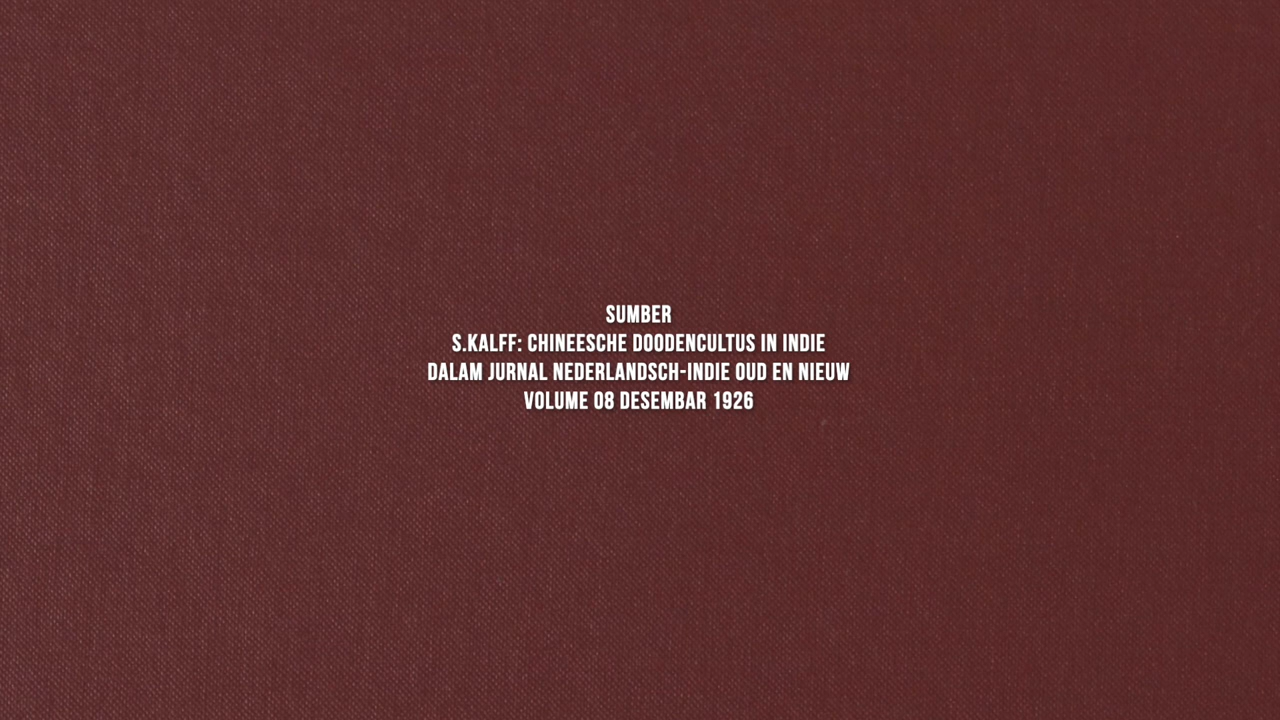 SUMBER
S.KALFF: CHINEESCHE DOODENCULTUS IN INDIE
DALAM JURNAL NEDERLANDSCH-INDIE OUD EN NIEUW
VOLUME 08 DESEMBAR 1926